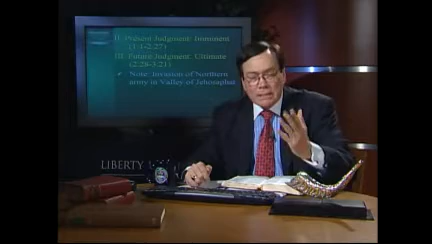 II. Present Judgment: Imminent
(1:1-2:27)
III. Future Judgment: Ultimate
(2:28-3:21)
✓ Note: Invasion of Northern
army in Valley of Jehosaphat
LIBERTY